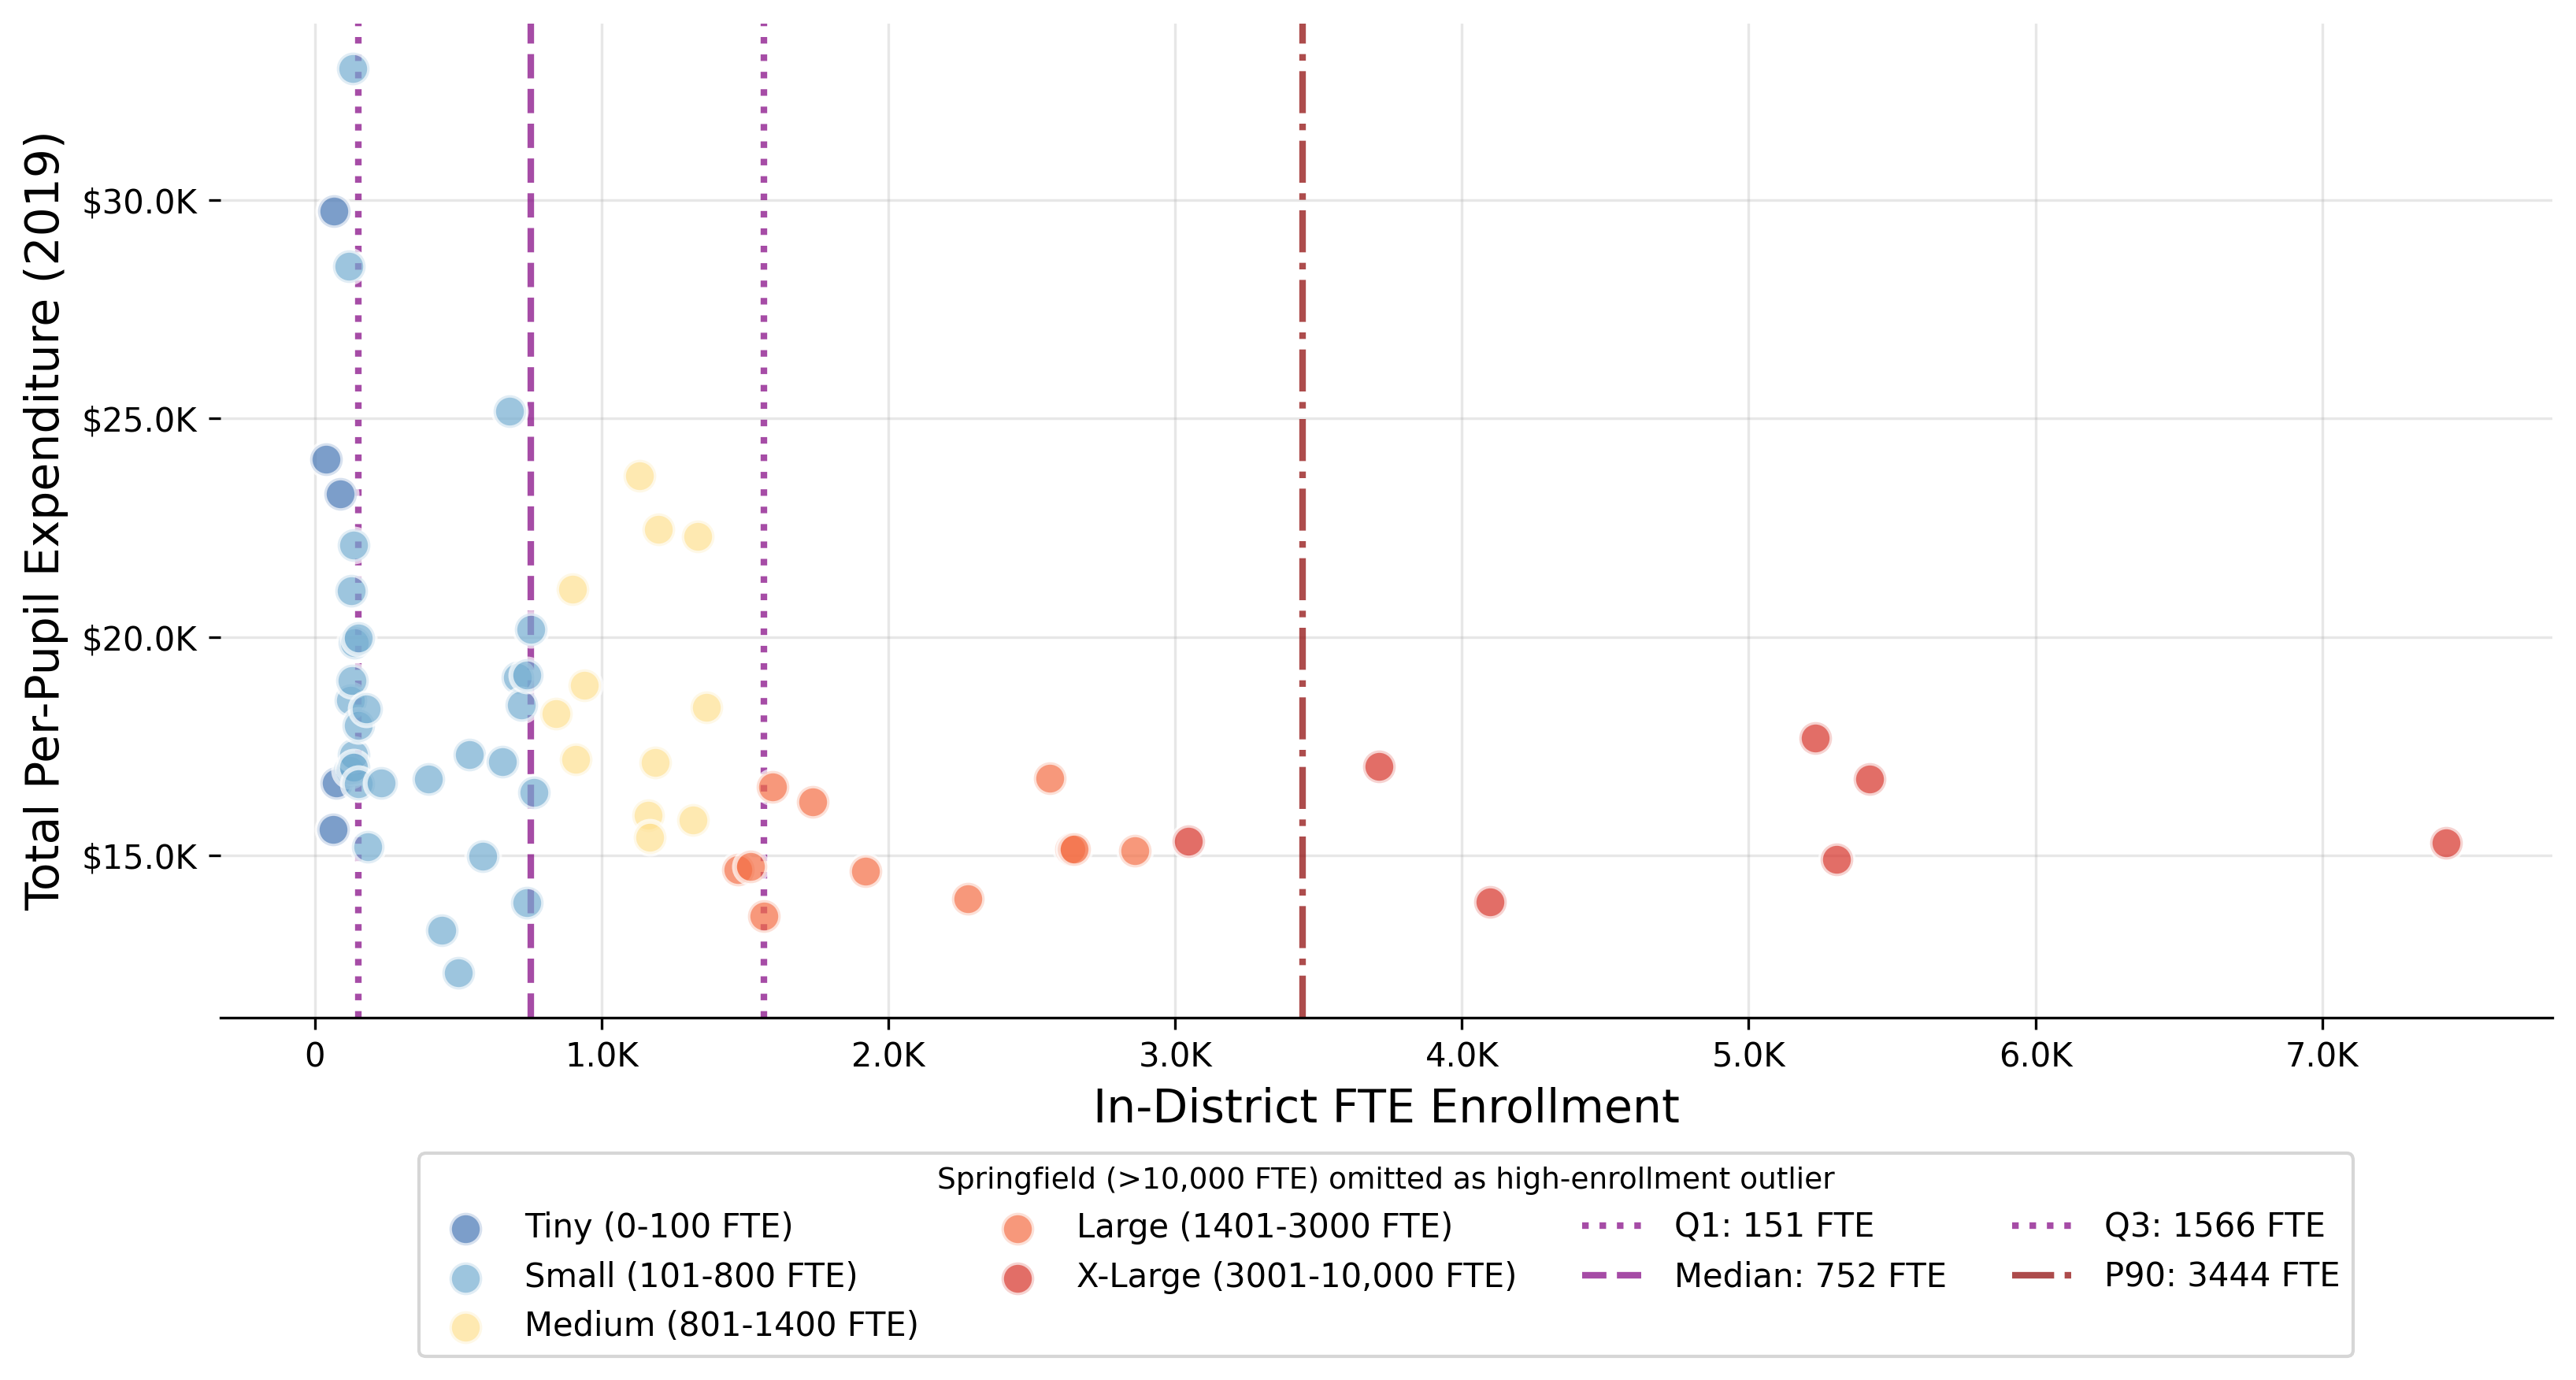 Total Per-Pupil Expenditure (2019)
$30.0K
$25.0K
$20.0K
$15.0K
0
1.0K
2.0K
3.0K
4.0K
5.0K
6.0K
7.0K
In-District FTE Enrollment
Springfield (>10,000 FTE) omitted as high-enrollment outlier
Tiny (0-100 FTE)
Small (101-800 FTE)
Medium (801-1400 FTE)
Large (1401-3000 FTE)
X-Large (3001-10,000 FTE)
Q1: 151 FTE
Median: 752 FTE
Q3: 1566 FTE
P90: 3444 FTE